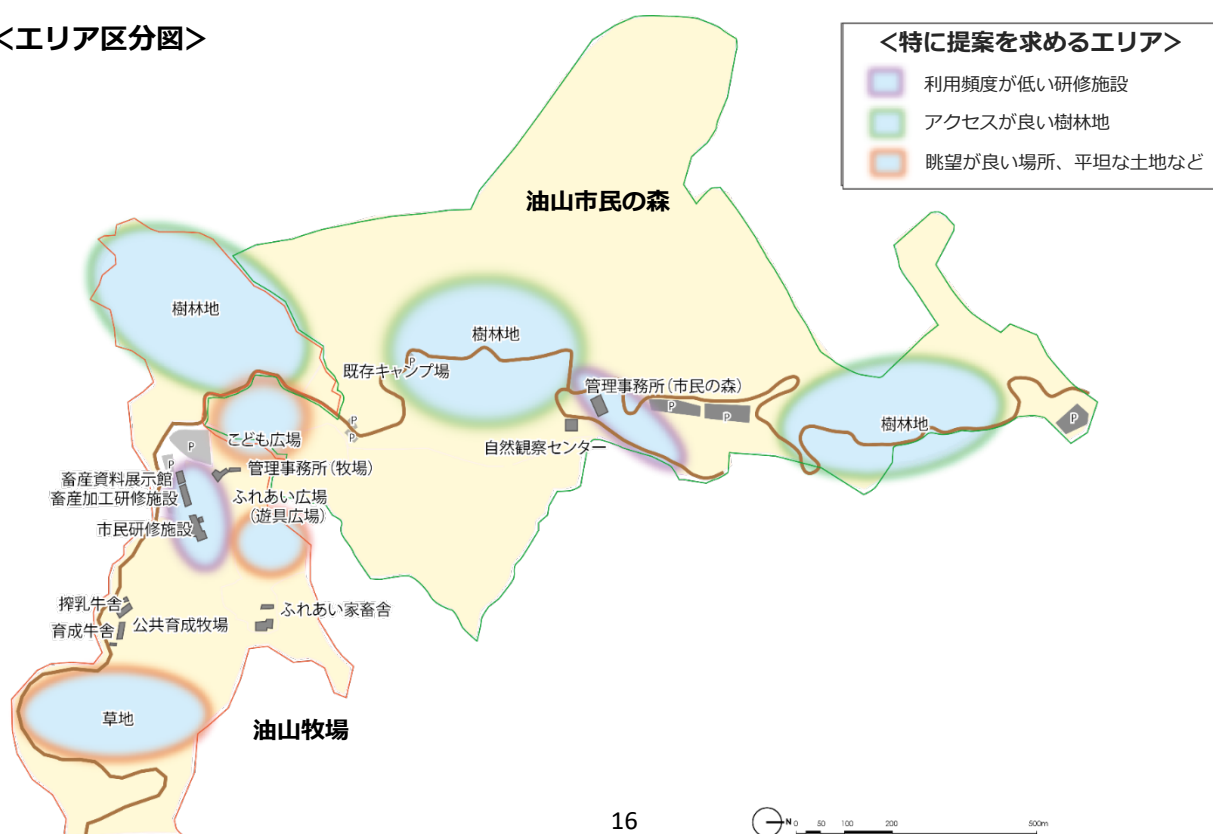 <エリア区分図>
<特に提案を求めるエリア>
利用頻度が低い研修施設
アクセスが良い樹林地
眺望が良い場所、平坦な土地など
油山市民の森
樹林地
樹林地
P
既存キャンプ場
管理事務所(市民の森)
P
P
樹林地
P
自然観察センター
P
P
こども広場
P
P
管理事務所(牧場)
畜産資料展示館
畜産加工研修施設
ふれあい広場
(遊具広場)
市民研修施設
搾乳牛舎
ふれあい家畜舎
育成牛舎
公共育成牧場
草地
油山牧場
16
N 0 50 100 200 500m